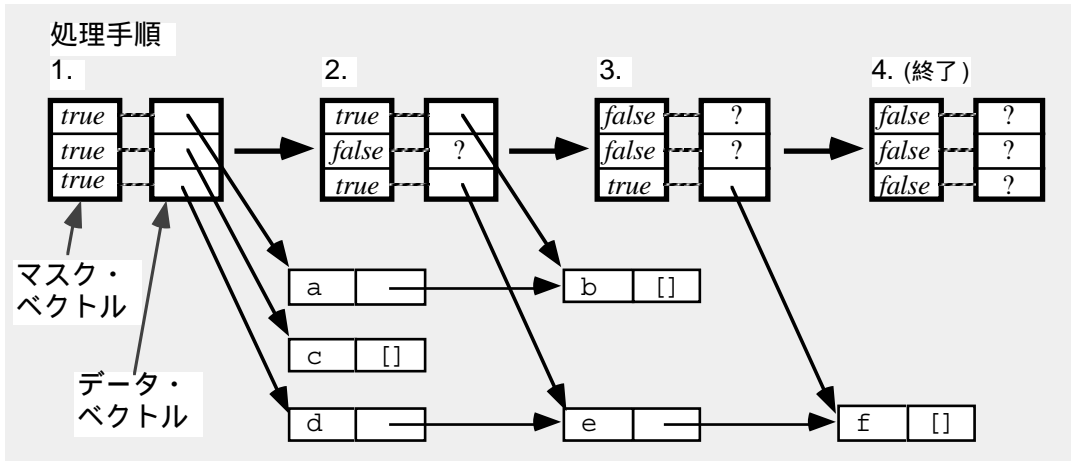 処理手順
1.
2.
3.
4. (終了)
true
true
true
true
false
true
?
false
false
true
?
?
false
false
false
?
?
?
マスク・
ベクトル
データ・
ベクトル
a
b []
c []
d
e
f []